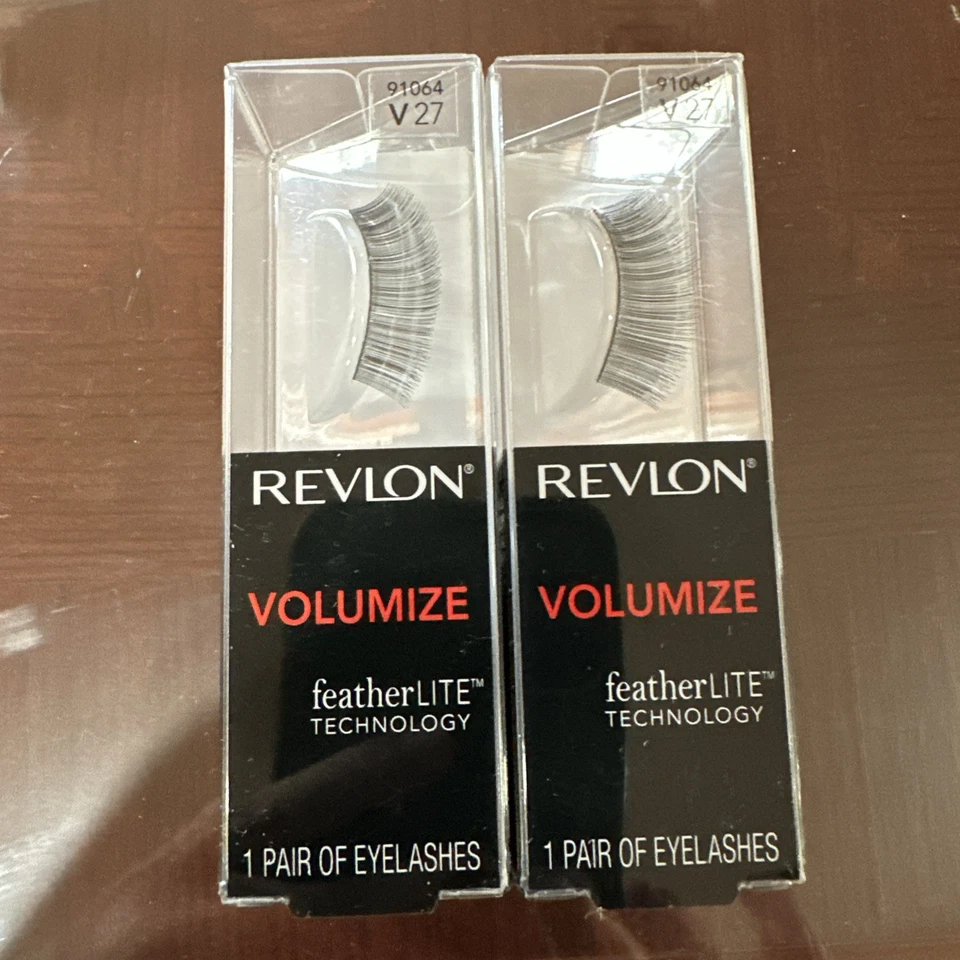 91064
V 27
REVLON®
VOLUMIZE
featherLITE™
TECHNOLOGY
1 PAIR OF EYELASHES
91064
V 27
REVLON®
VOLUMIZE
featherLITE™
TECHNOLOGY
1 PAIR OF EYELASHES